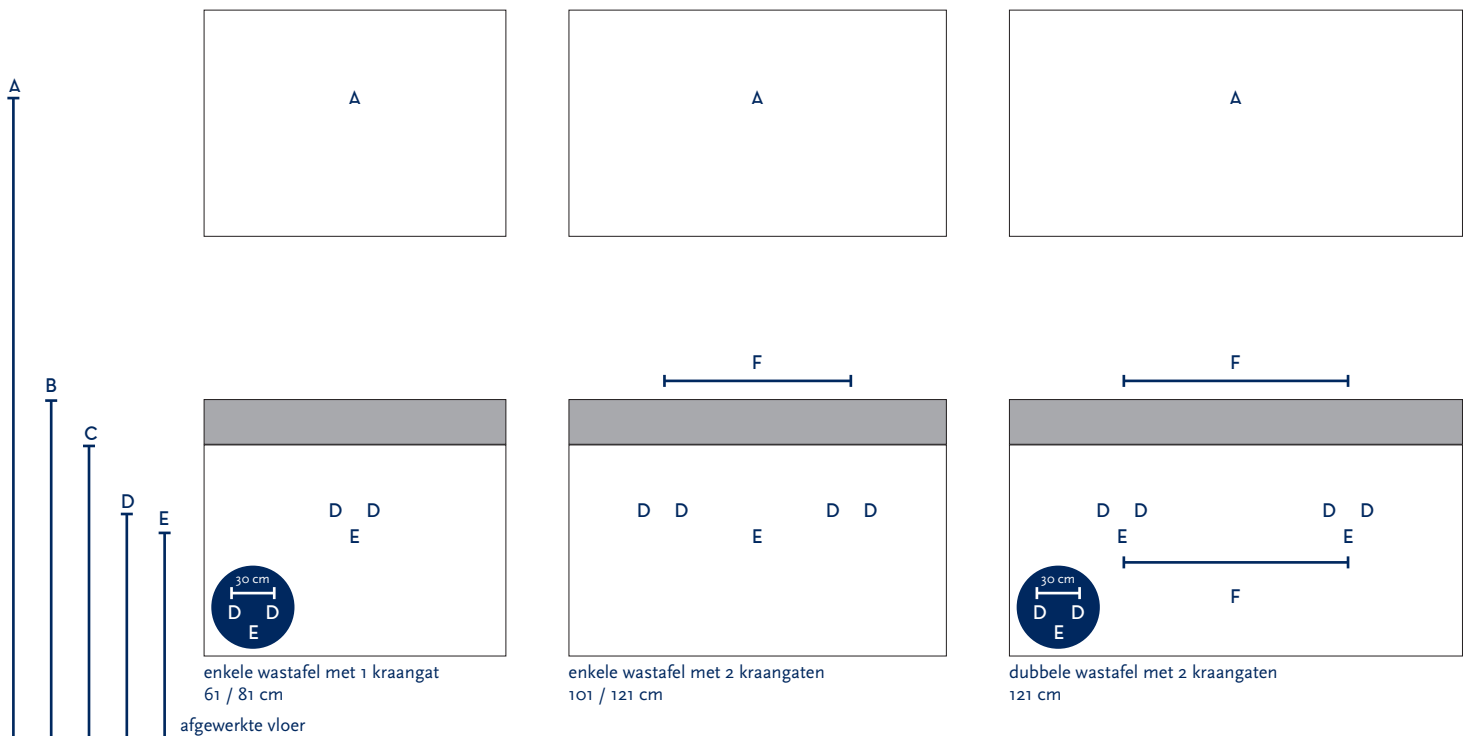 A
A
A
A
B
C
D
E
F
F
D D
E
D D
D D
E
D D
D D
E
E
F
30 cm
D D
E
30 cm
D D
E
enkele wastafel met 1 kraangat
61 / 81 cm
enkele wastafel met 2 kraangaten
101 / 121 cm
dubbele wastafel met 2 kraangaten
121 cm
afgewerkte vloer